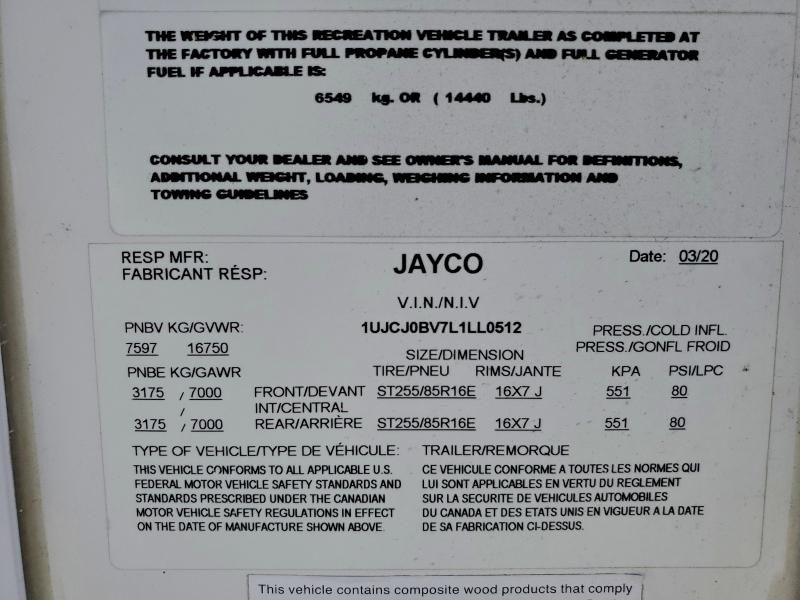 THE WEIGHT OF THIS RECREATION VEHICLE TRAILER AS COMPLETED AT
THE FACTORY WITH FULL PROPANE CYLINDER(S) AND FULL GENERATOR
FUEL IF APPLICABLE IS:
6549 kg. OR ( 14440 Lbs.)
CONSULT YOUR DEALER AND SEE OWNER'S MANUAL FOR DEFINITIONS,
ADDITIONAL WEIGHT, LOADING, WEIGHING INFORMATION AND
TOWING GUIDELINES
RESP MFR: JAYCO Date: 03/20
FABRICANT RÉSP:
V.I.N./N.I.V
PNBV KG/GVWR: 1UJCJ0BV7L1LL0512 PRESS./COLD INFL.
7597 16750 SIZE/DIMENSION PRESS./GONFL FROID
PNBE KG/GAWR TIRE/PNEU RIMS/JANTE KPA PSI/LPC
3175 / 7000 FRONT/DEVANT ST255/85R16E 16X7 J 551 80
/ INT/CENTRAL
3175 / 7000 REAR/ARRIÈRE ST255/85R16E 16X7 J 551 80
TYPE OF VEHICLE/TYPE DE VÉHICULE: TRAILER/REMORQUE
THIS VEHICLE CONFORMS TO ALL APPLICABLE U.S.
FEDERAL MOTOR VEHICLE SAFETY STANDARDS AND
STANDARDS PRESCRIBED UNDER THE CANADIAN
MOTOR VEHICLE SAFETY REGULATIONS IN EFFECT
ON THE DATE OF MANUFACTURE SHOWN ABOVE.
CE VEHICULE CONFORME A TOUTES LES NORMES QUI
LUI SONT APPLICABLES EN VERTU DU REGLEMENT
SUR LA SECURITE DE VEHICULES AUTOMOBILES
DU CANADA ET DES ETATS UNIS EN VIGUEUR A LA DATE
DE SA FABRICATION CI-DESSUS.
This vehicle contains composite wood products that comply